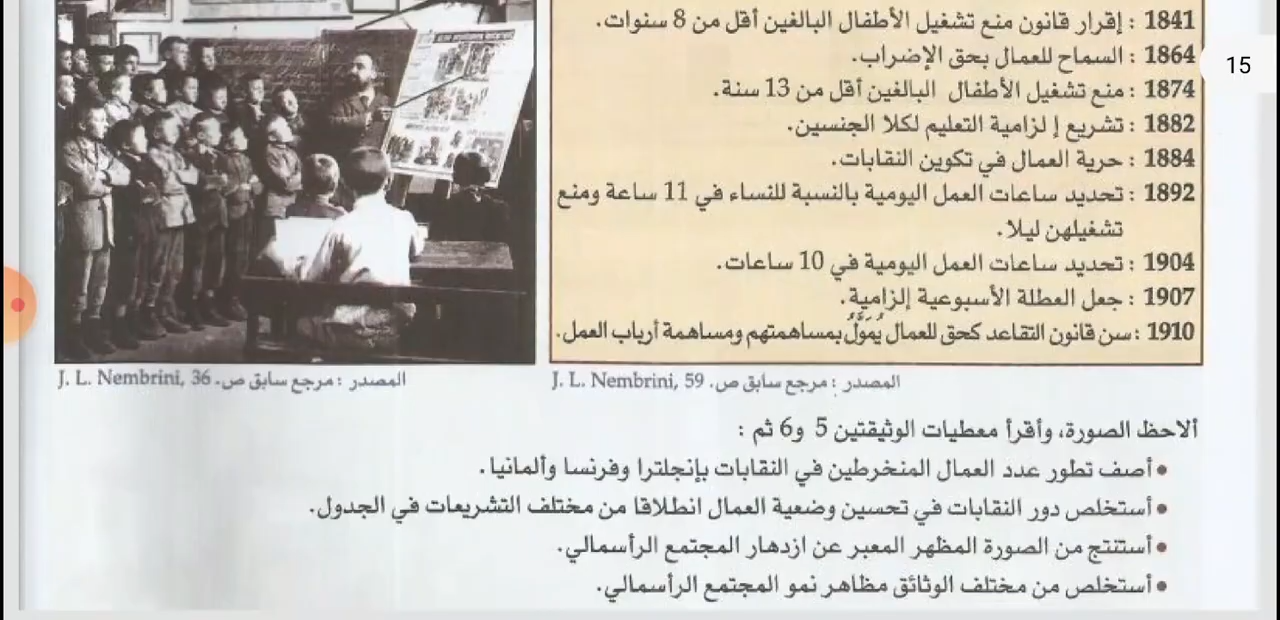 1841 : إقرار قانون منع تشغيل الأطفال البالغين أقل من 8 سنوات.
1864 : السماح للعمال بحق الإضراب.
1874 : منع تشغيل الأطفال البالغين أقل من 13 سنة.
1882 : تشريع إ لزامية التعليم لكلا الجنسين.
1884 : حرية العمال في تكوين النقابات.
1892 : تحديد ساعات العمل اليومية بالنسبة للنساء في 11 ساعة ومنع
تشغيلهن ليلا.
1904 : تحديد ساعات العمل اليومية في 10 ساعات.
1907 : جعل العطلة الأسبوعية إلزامية.
1910 : سن قانون التقاعد كحق للعمال يُمَوَّلُ بمساهمتهم ومساهمة أرباب العمل.
15
المصدر : مرجع سابق ص. J. L. Nembrini, 59
المصدر : مرجع سابق ص. J. L. Nembrini, 36
ألاحظ الصورة، وأقرأ معطيات الوثيقتين 5 و6 ثم :
• أصف تطور عدد العمال المنخرطين في النقابات بإنجلترا وفرنسا وألمانيا.
• أستخلص دور النقابات في تحسين وضعية العمال انطلاقا من مختلف التشريعات في الجدول.
• أستنتج من الصورة المظهر المعبر عن ازدهار المجتمع الرأسمالي.
• أستخلص من مختلف الوثائق مظاهر نمو المجتمع الرأسمالي.